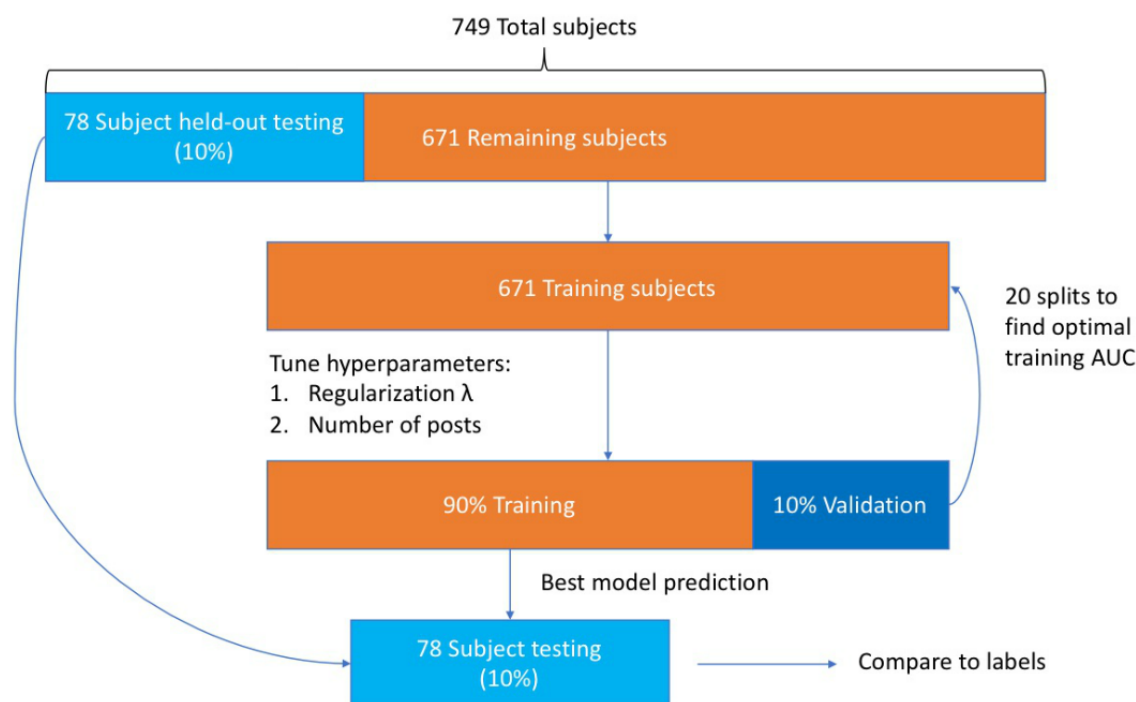 749 Total subjects
78 Subject held-out testing
(10%)
671 Remaining subjects
671 Training subjects
20 splits to
find optimal
training AUC
Tune hyperparameters:
1. Regularization λ
2. Number of posts
90% Training
10% Validation
Best model prediction
78 Subject testing
(10%)
Compare to labels